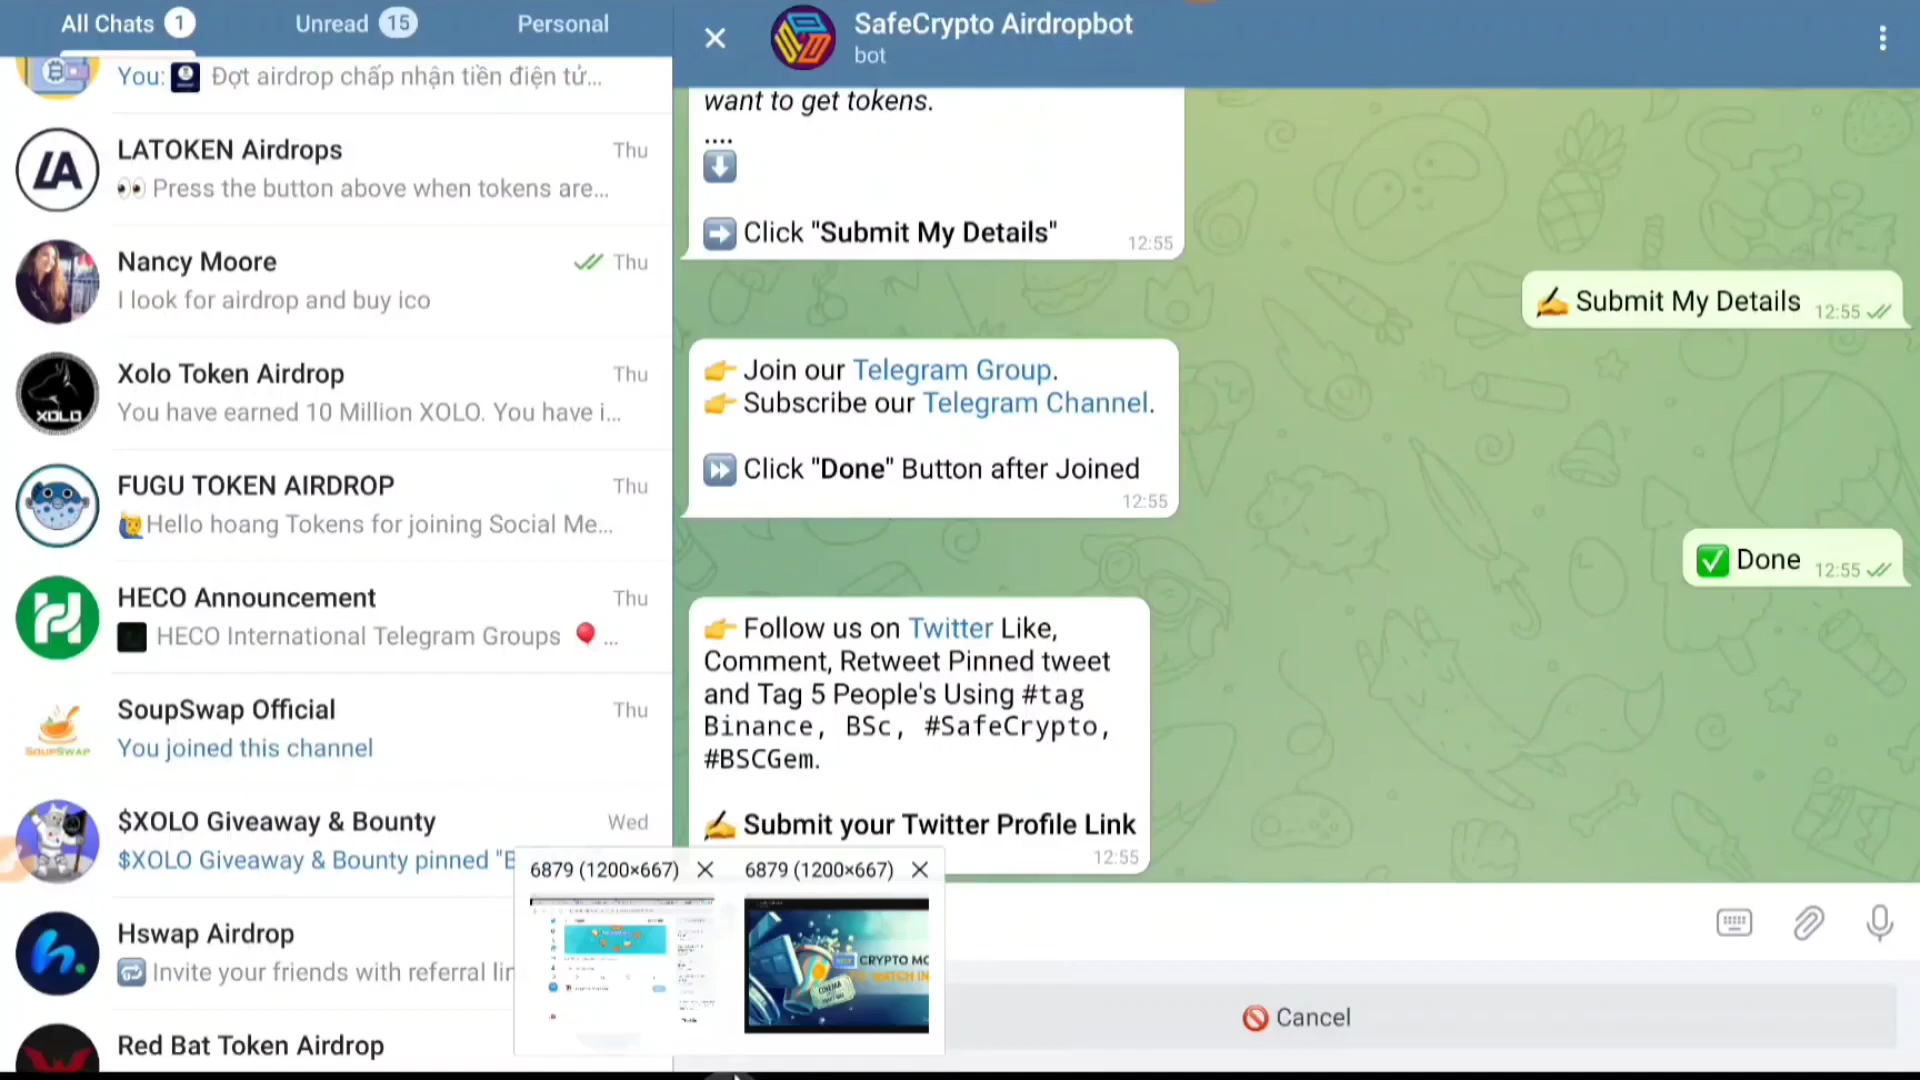 All Chats 1
Unread 15
Personal
You: Đợt airdrop chấp nhận tiền điện tử...
LATOKEN Airdrops
Thu
👀 Press the button above when tokens are...
Nancy Moore
Thu
I look for airdrop and buy ico
Xolo Token Airdrop
Thu
XOLO
You have earned 10 Million XOLO. You have i...
FUGU TOKEN AIRDROP
Thu
Hello hoang Tokens for joining Social Me...
HECO Announcement
Thu
HECO International Telegram Groups 🎈...
SoupSwap Official
Thu
SOUPSWAP
You joined this channel
$XOLO Giveaway & Bounty
Wed
$XOLO Giveaway & Bounty pinned "B
Hswap Airdrop
Invite your friends with referral lin
Red Bat Token Airdrop
SafeCrypto Airdropbot
bot
want to get tokens.
....
⬇️
➡️ Click "Submit My Details"
12:55
✍️ Submit My Details 12:55
👉 Join our Telegram Group.
👉 Subscribe our Telegram Channel.
⏩ Click "Done" Button after Joined
12:55
✅ Done 12:55
👉 Follow us on Twitter Like,
Comment, Retweet Pinned tweet
and Tag 5 People's Using #tag
Binance, BSc, #SafeCrypto,
#BSCGem.
✍️ Submit your Twitter Profile Link
12:55
6879 (1200×667)
6879 (1200×667)
CRYPTO MO
WATCH IN
CINEMA
🚫 Cancel